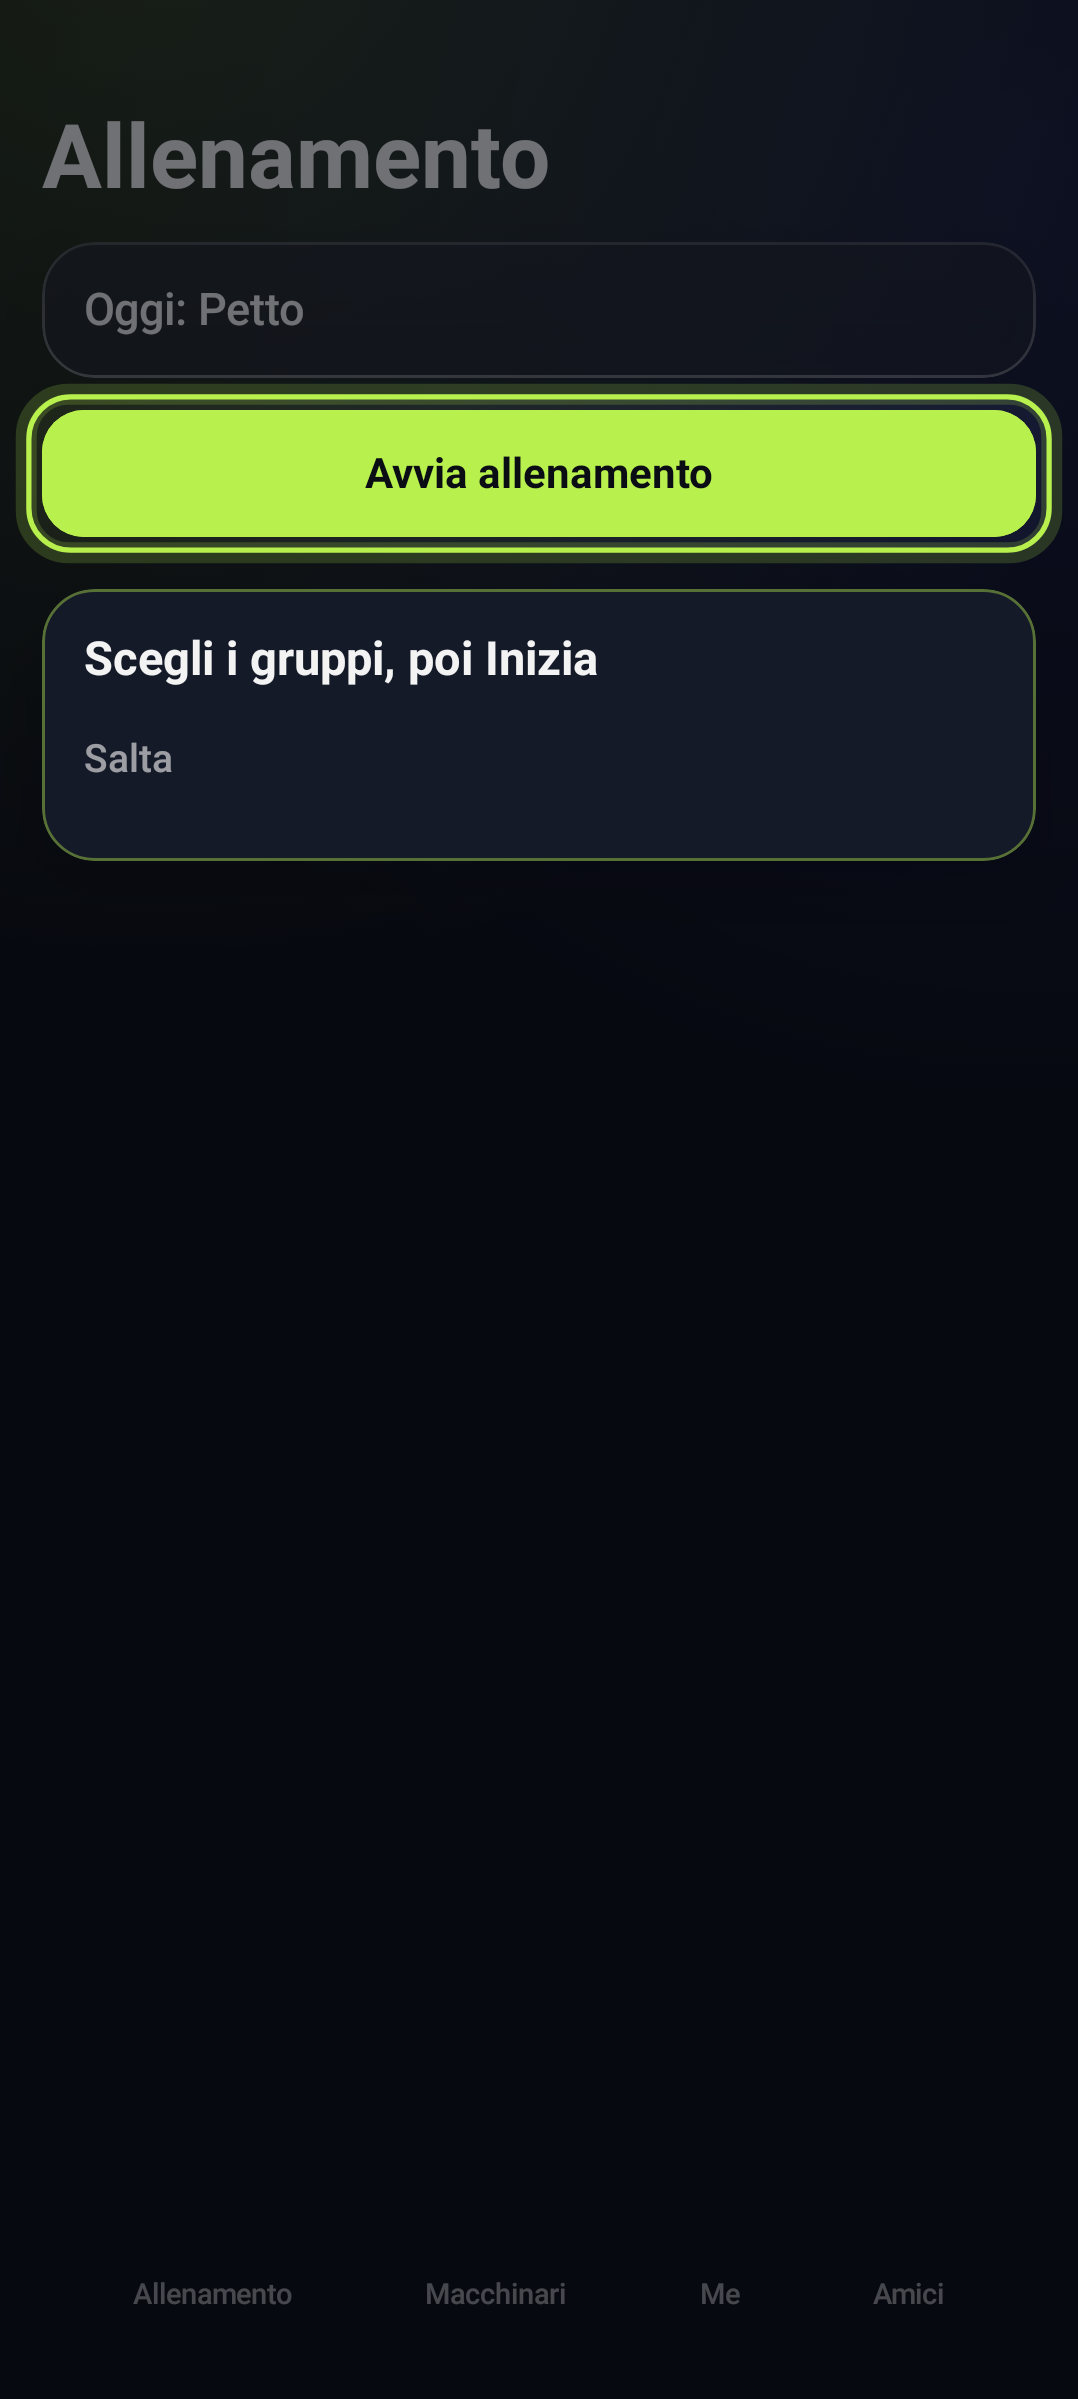 Allenamento
Oggi: Petto
Avvia allenamento
Scegli i gruppi, poi Inizia
Salta
Allenamento
Macchinari
Me
Amici